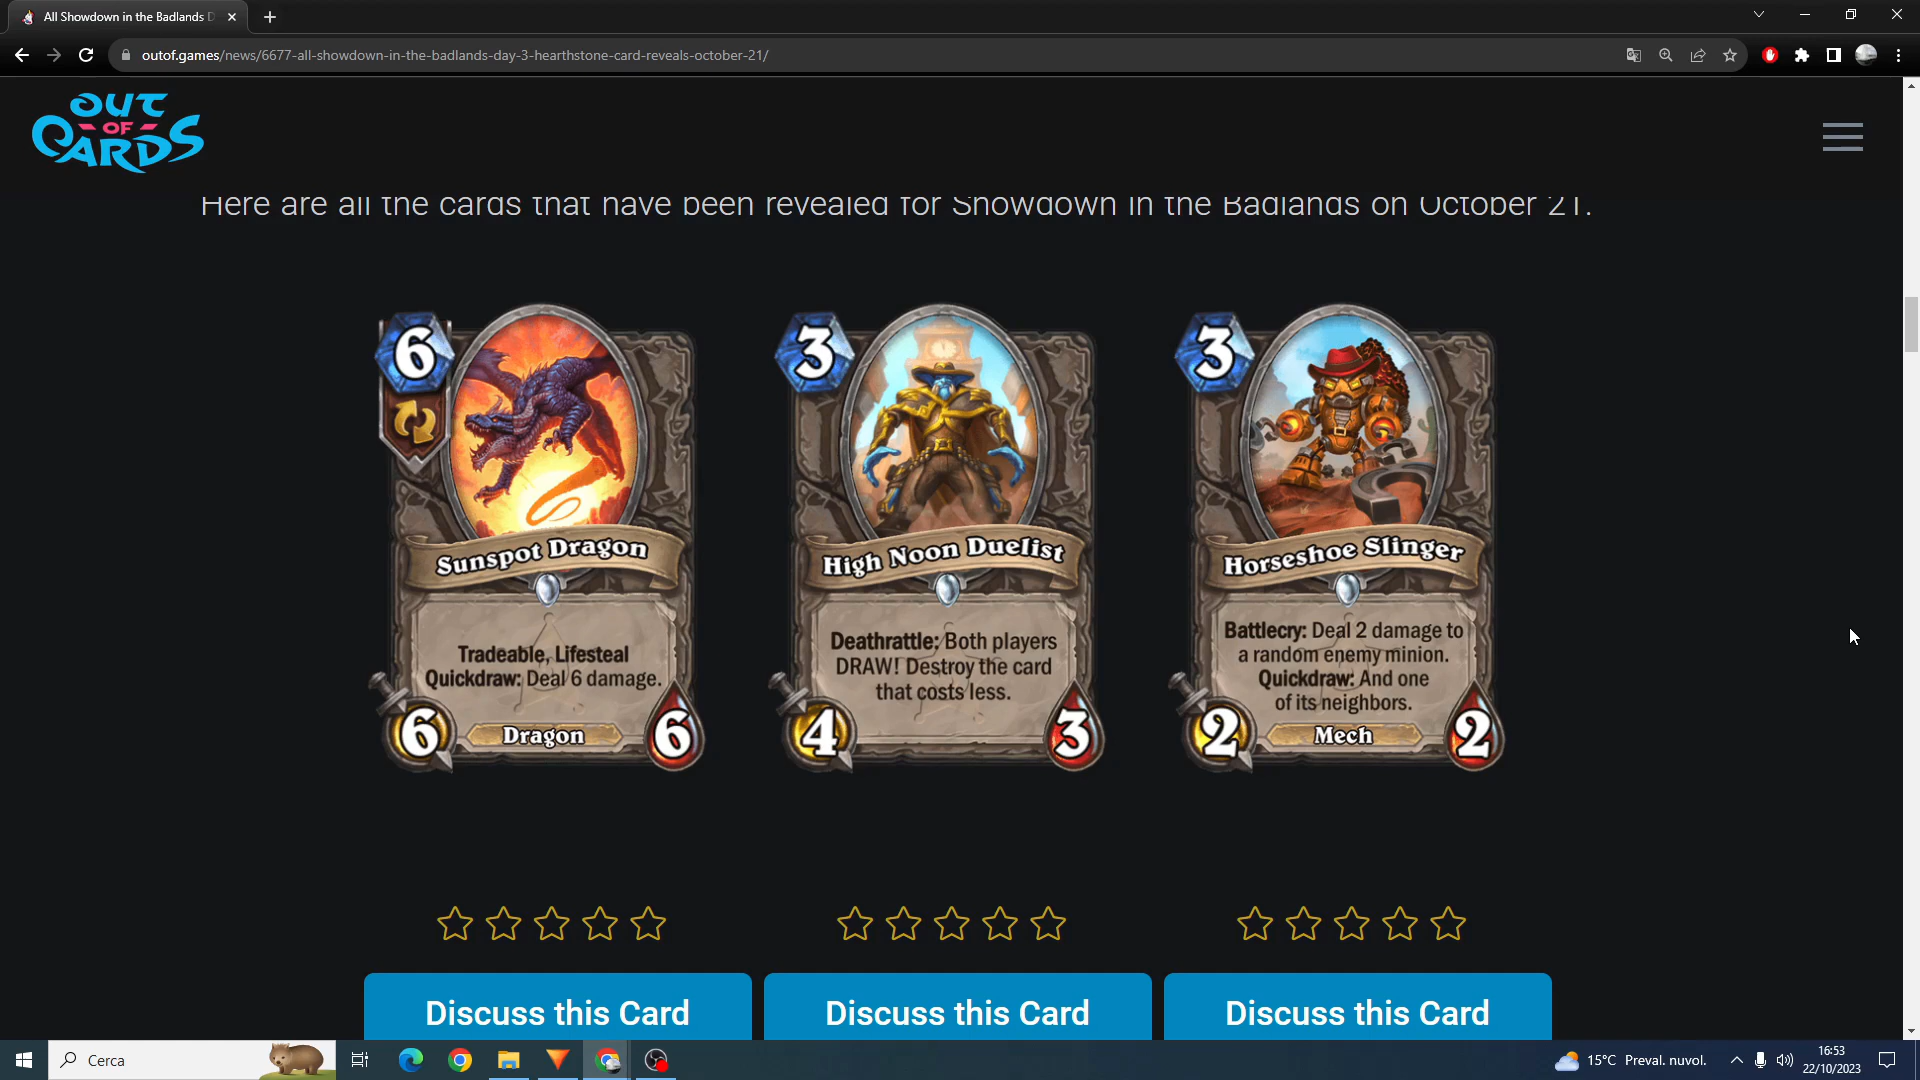 All Showdown in the Badlands D
outof.games/news/6677-all-showdown-in-the-badlands-day-3-hearthstone-card-reveals-october-21/
OUT
OF
CARDS
Here are all the cards that have been revealed for Showdown in the Badlands on October 21.
6
Sunspot Dragon
Tradeable, Lifesteal
Quickdraw: Deal 6 damage.
6
Dragon
6
3
High Noon Duelist
Deathrattle: Both players
DRAW! Destroy the card
that costs less.
4
3
3
Horseshoe Slinger
Battlecry: Deal 2 damage to
a random enemy minion.
Quickdraw: And one
of its neighbors.
2
Mech
2
Discuss this Card
Discuss this Card
Discuss this Card
Cerca
15°C Preval. nuvol.
16:53
22/10/2023